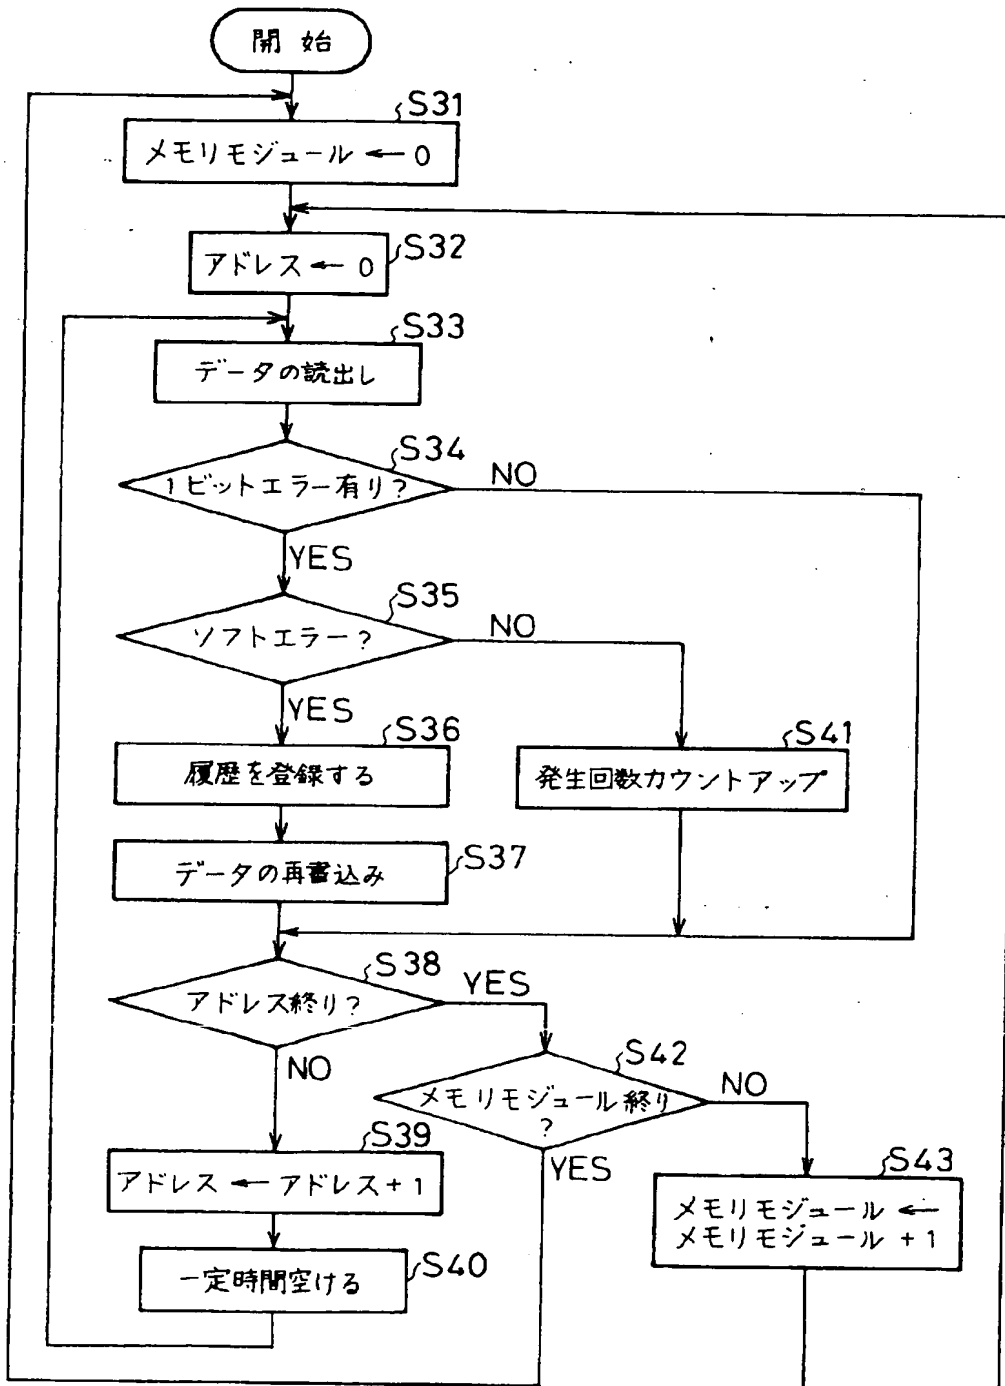 開始
S31
メモリモジュール ← 0
S32
アドレス ← 0
S33
データの読出し
S34
1ビットエラー有り?
NO
YES
S35
ソフトエラー?
NO
YES
S36
履歴を登録する
S41
発生回数カウントアップ
S37
データの再書込み
S38
アドレス終り?
YES
NO
S42
メモリモジュール終り
?
NO
YES
S39
アドレス ← アドレス+1
S43
メモリモジュール ←
メモリモジュール +1
S40
一定時間空ける